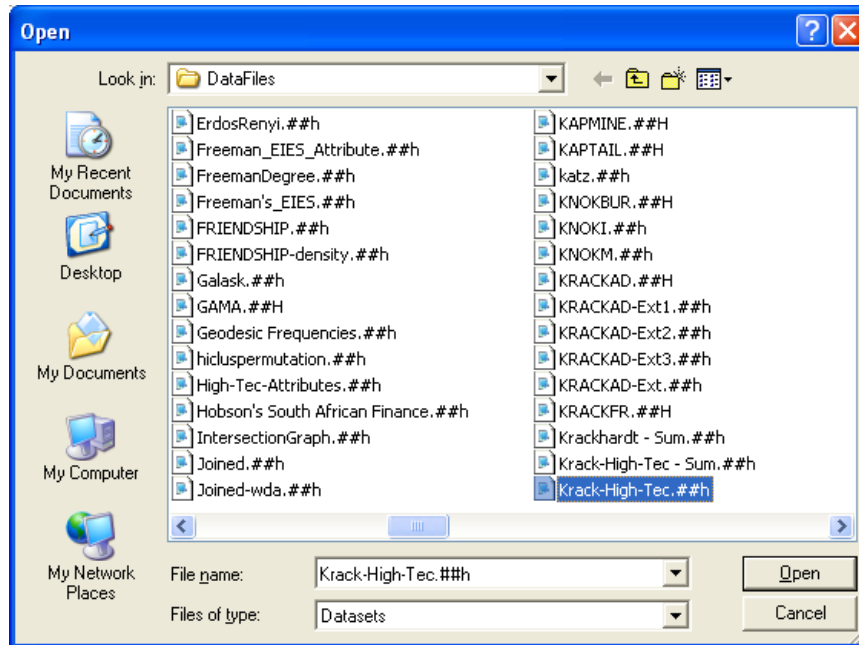 Open
Look in: DataFiles
My Recent Documents
Desktop
My Documents
My Computer
My Network Places
ErdosRenyi.##h
Freeman_EIES_Attribute.##h
FreemanDegree.##h
Freeman's_EIES.##h
FRIENDSHIP.##h
FRIENDSHIP-density.##h
Galask.##h
GAMA.##H
Geodesic Frequencies.##h
hicluspermutation.##h
High-Tec-Attributes.##h
Hobson's South African Finance.##h
IntersectionGraph.##h
Joined.##h
Joined-wda.##h
KAPMINE.##H
KAPTAIL.##H
katz.##h
KNOKBUR.##H
KNOKI.##h
KNOKM.##h
KRACKAD.##H
KRACKAD-Ext1.##h
KRACKAD-Ext2.##h
KRACKAD-Ext3.##h
KRACKAD-Ext.##h
KRACKFR.##H
Krackhardt - Sum.##h
Krack-High-Tec - Sum.##h
Krack-High-Tec.##h
File name: Krack-High-Tec.##h Open
Files of type: Datasets Cancel